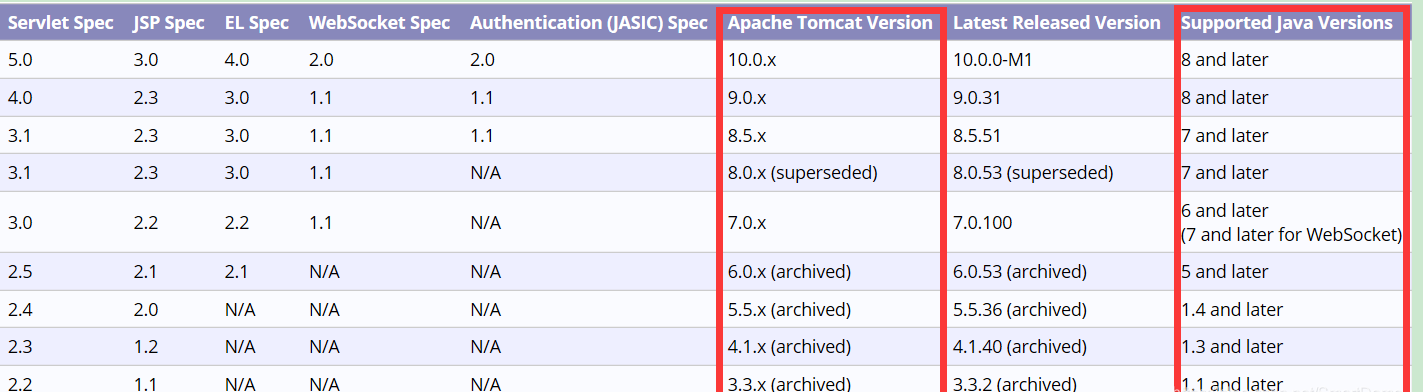 Servlet Spec JSP Spec EL Spec WebSocket Spec Authentication (JASIC) Spec Apache Tomcat Version Latest Released Version Supported Java Versions
5.0 3.0 4.0 2.0 2.0 10.0.x 10.0.0-M1 8 and later
4.0 2.3 3.0 1.1 1.1 9.0.x 9.0.31 8 and later
3.1 2.3 3.0 1.1 1.1 8.5.x 8.5.51 7 and later
3.1 2.3 3.0 1.1 N/A 8.0.x (superseded) 8.0.53 (superseded) 7 and later
3.0 2.2 2.2 1.1 N/A 7.0.x 7.0.100 6 and later
(7 and later for WebSocket)
2.5 2.1 2.1 N/A N/A 6.0.x (archived) 6.0.53 (archived) 5 and later
2.4 2.0 N/A N/A N/A 5.5.x (archived) 5.5.36 (archived) 1.4 and later
2.3 1.2 N/A N/A N/A 4.1.x (archived) 4.1.40 (archived) 1.3 and later
2.2 1.1 N/A N/A N/A 3.3.x (archived) 3.3.2 (archived) 1.1 and later